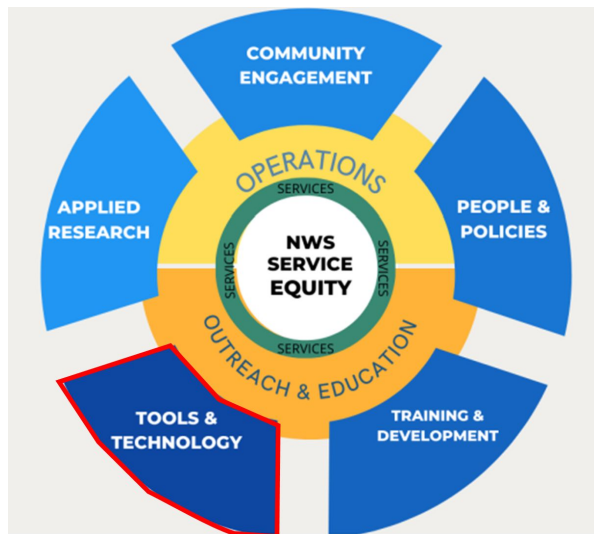 COMMUNITY
ENGAGEMENT
OPERATIONS
SERVICES
APPLIED
RESEARCH
PEOPLE &
POLICIES
SERVICES
NWS
SERVICE
EQUITY
SERVICES
SERVICES
OUTREACH & EDUCATION
TOOLS &
TECHNOLOGY
TRAINING &
DEVELOPMENT